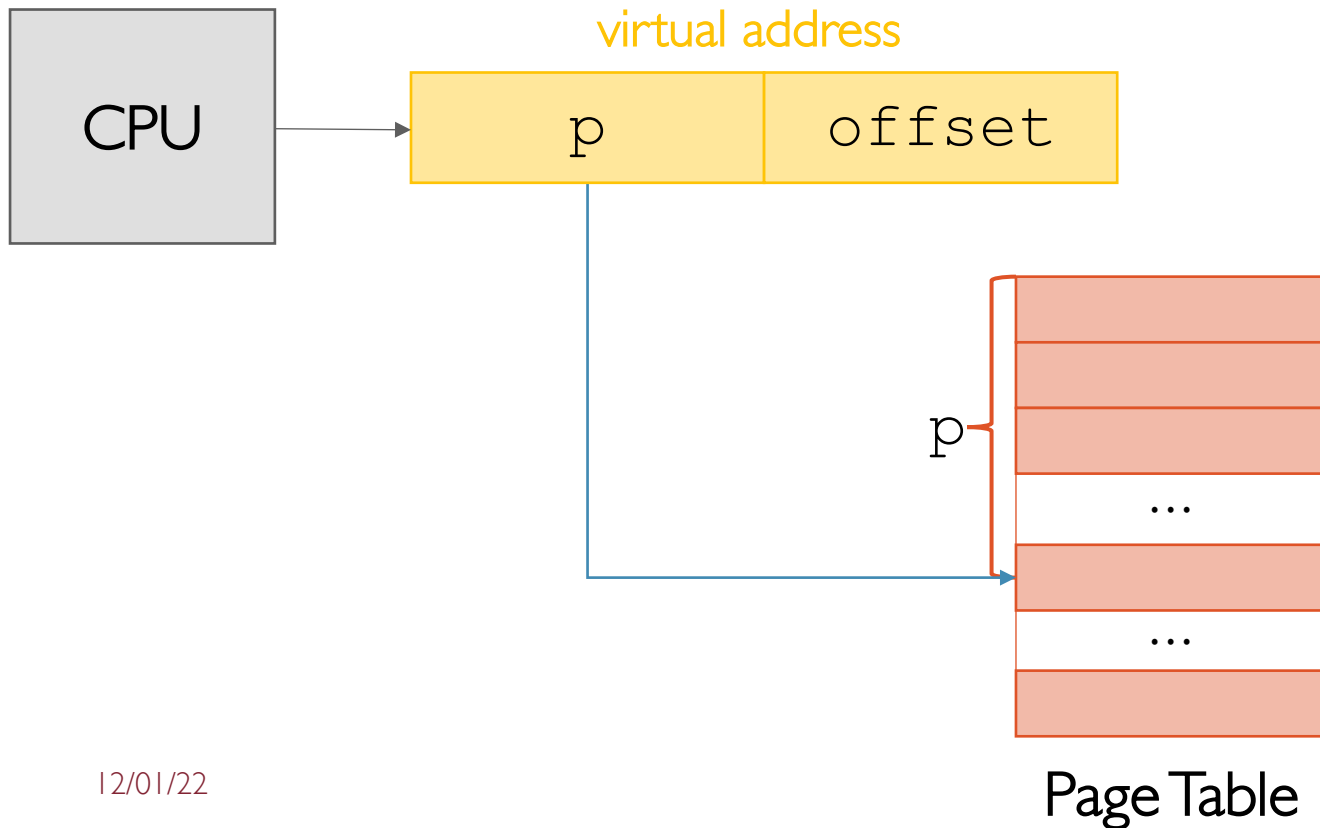 virtual address
CPU
p offset
p
...
...
12/01/22
Page Table